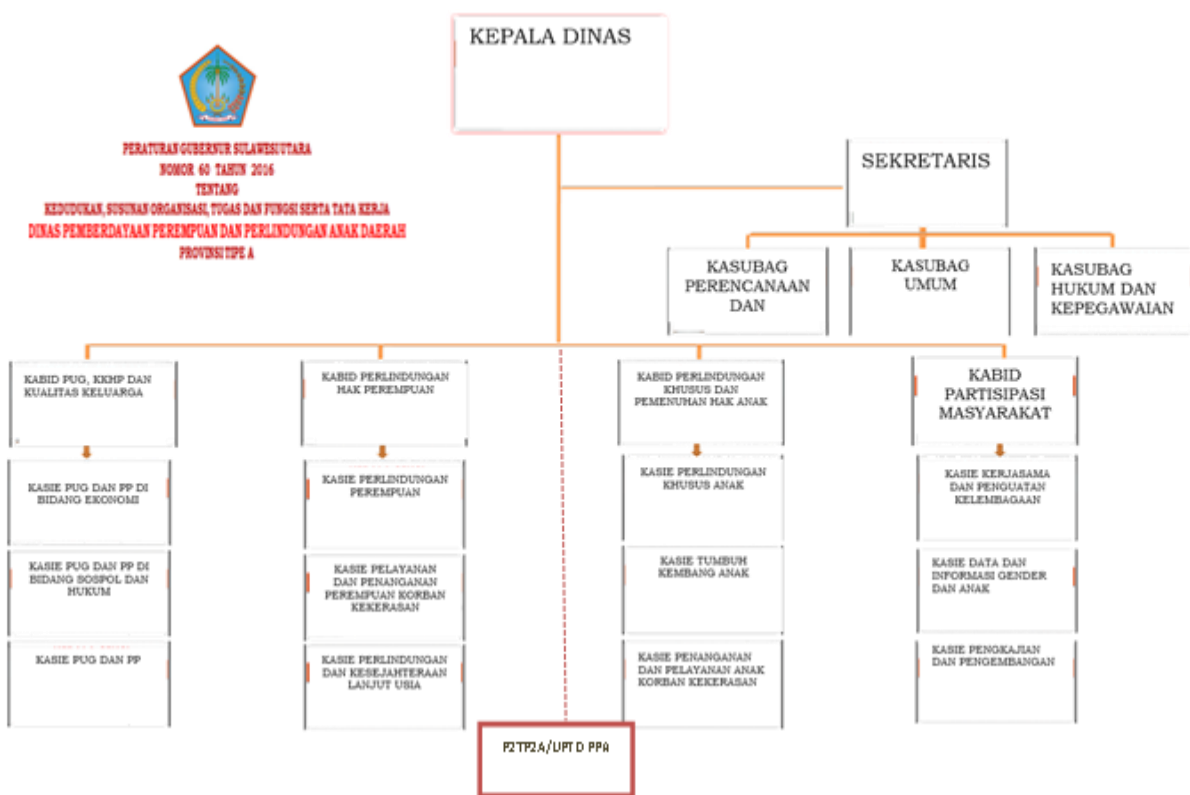 KEPALA DINAS
PERATURAN GUBERNUR SULAWESI UTARA
NOMOR 60 TAHUN 2016
TENTANG
KEDUDUKAN, SUSUNAN ORGANISASI, TUGAS DAN FUNGSI SERTA TATA KERJA
DINAS PEMBERDAYAAN PEREMPUAN DAN PERLINDUNGAN ANAK DAERAH
PROVINSI TIPE A
SEKRETARIS
KASUBAG
PERENCANAAN
DAN
KASUBAG
UMUM
KASUBAG
HUKUM DAN
KEPEGAWAIAN
KABID PUG, KKHP DAN
KUALITAS KELUARGA
KABID PERLINDUNGAN
HAK PEREMPUAN
KABID PERLINDUNGAN
KHUSUS DAN
PEMENUHAN HAK ANAK
KABID
PARTISIPASI
MASYARAKAT
KASIE PUG DAN PP DI
BIDANG EKONOMI
KASIE PERLINDUNGAN
PEREMPUAN
KASIE PERLINDUNGAN
KHUSUS ANAK
KASIE KERJASAMA
DAN PENGUATAN
KELEMBAGAAN
KASIE PUG DAN PP DI
BIDANG SOSPOL DAN
HUKUM
KASIE PELAYANAN
DAN PENANGANAN
PEREMPUAN KORBAN
KEKERASAN
KASIE TUMBUH
KEMBANG ANAK
KASIE DATA DAN
INFORMASI GENDER
DAN ANAK
KASIE PUG DAN PP
KASIE PERLINDUNGAN
DAN KESEJAHTERAAN
LANJUT USIA
KASIE PENANGANAN
DAN PELAYANAN ANAK
KORBAN KEKERASAN
KASIE PENGKAJIAN
DAN PENGEMBANGAN
P2TP2A/UPTD PPA